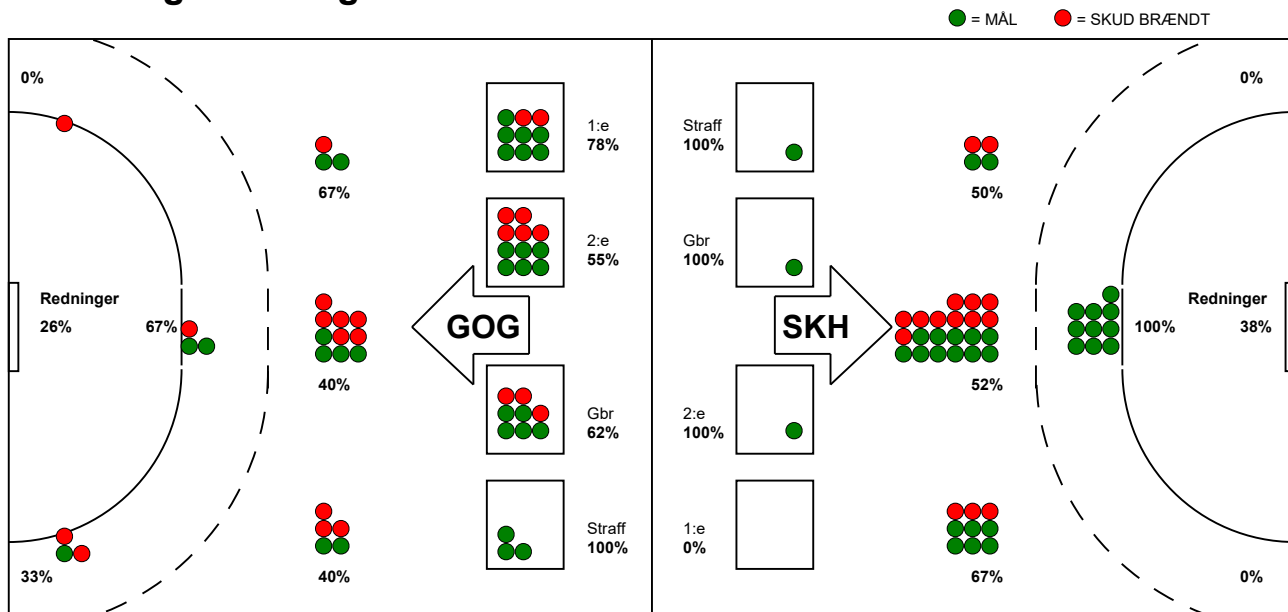 = MÅL
= SKUD BRÆNDT
0%
67%
1:e
78%
2:e
55%
Redninger
26%
67%
40%
GOG
Gbr
62%
33%
40%
Straff
100%
Straff
100%
50%
0%
Gbr
100%
SKH
52%
100%
Redninger
38%
2:e
100%
1:e
0%
67%
0%